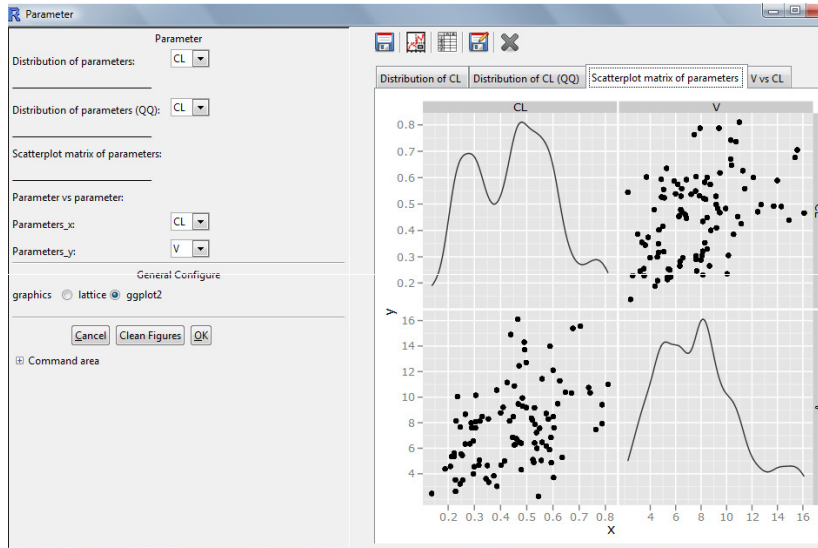 Parameter
Parameter
Distribution of parameters: CL
Distribution of parameters (QQ): CL
Scatterplot matrix of parameters:
Parameter vs parameter:
Parameters_x: CL
Parameters_y: V
General Configure
graphics lattice ggplot2
Cancel Clean Figures OK
Command area
Distribution of CL Distribution of CL (QQ) Scatterplot matrix of parameters V vs CL
CL V
0.8
0.7
0.6
0.5
0.4
0.3
0.2
y
16
14
12
10
8
6
4
0.2 0.3 0.4 0.5 0.6 0.7 0.8 4 6 8 10 12 14 16
x